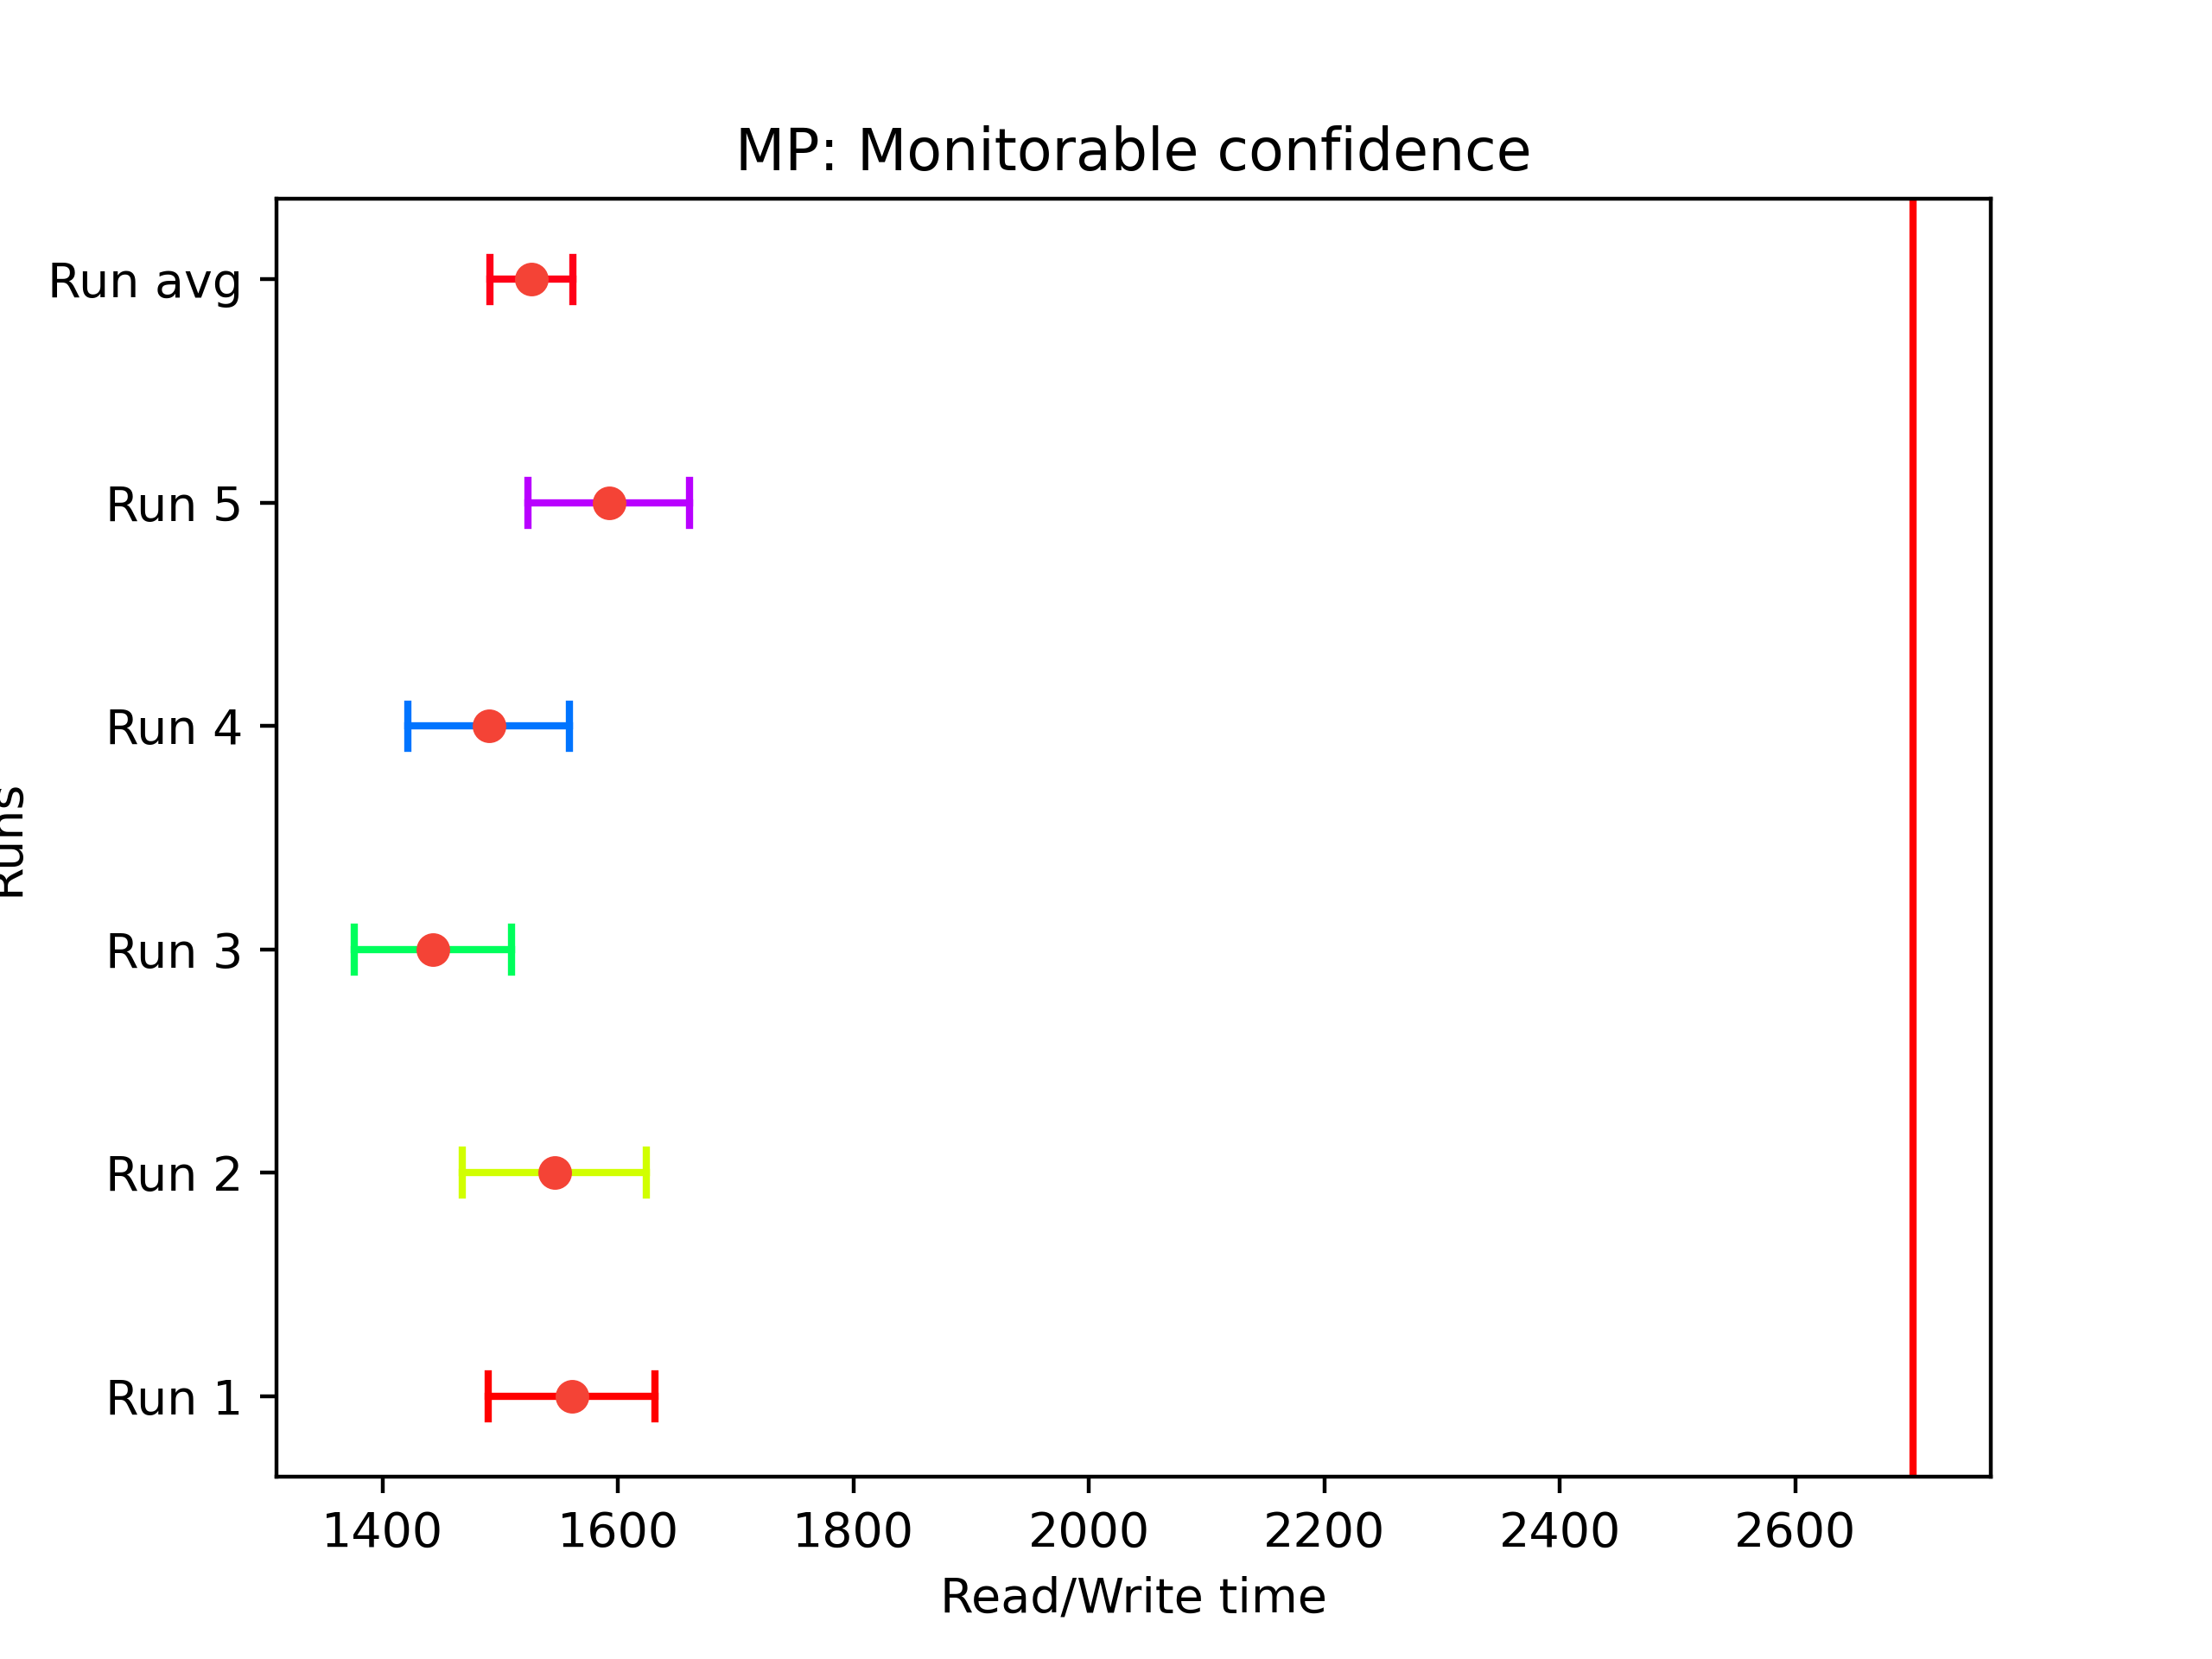 MP: Monitorable confidence
Run avg
Run 5
Run 4
Runs
Run 3
Run 2
Run 1
1400 1600 1800 2000 2200 2400 2600
Read/Write time